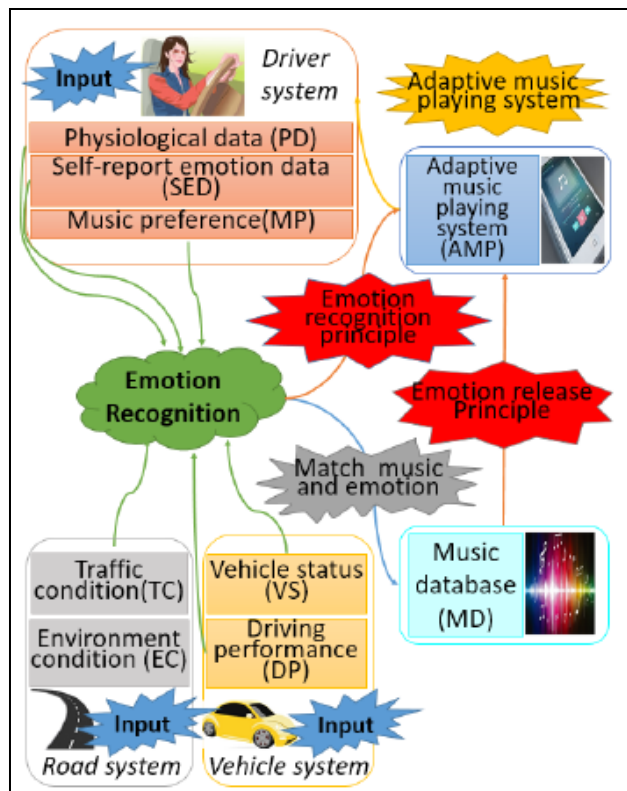 Input
Driver
system
Physiological data (PD)
Self-report emotion data
(SED)
Music preference(MP)
Adaptive music
playing system
Adaptive
music
playing
system
(AMP)
Emotion
recognition
principle
Emotion
Recognition
Emotion release
Principle
Match music
and emotion
Traffic
condition(TC)
Environment
condition (EC)
Input
Road system
Vehicle status
(VS)
Driving
performance
(DP)
Input
Vehicle system
Music
database
(MD)